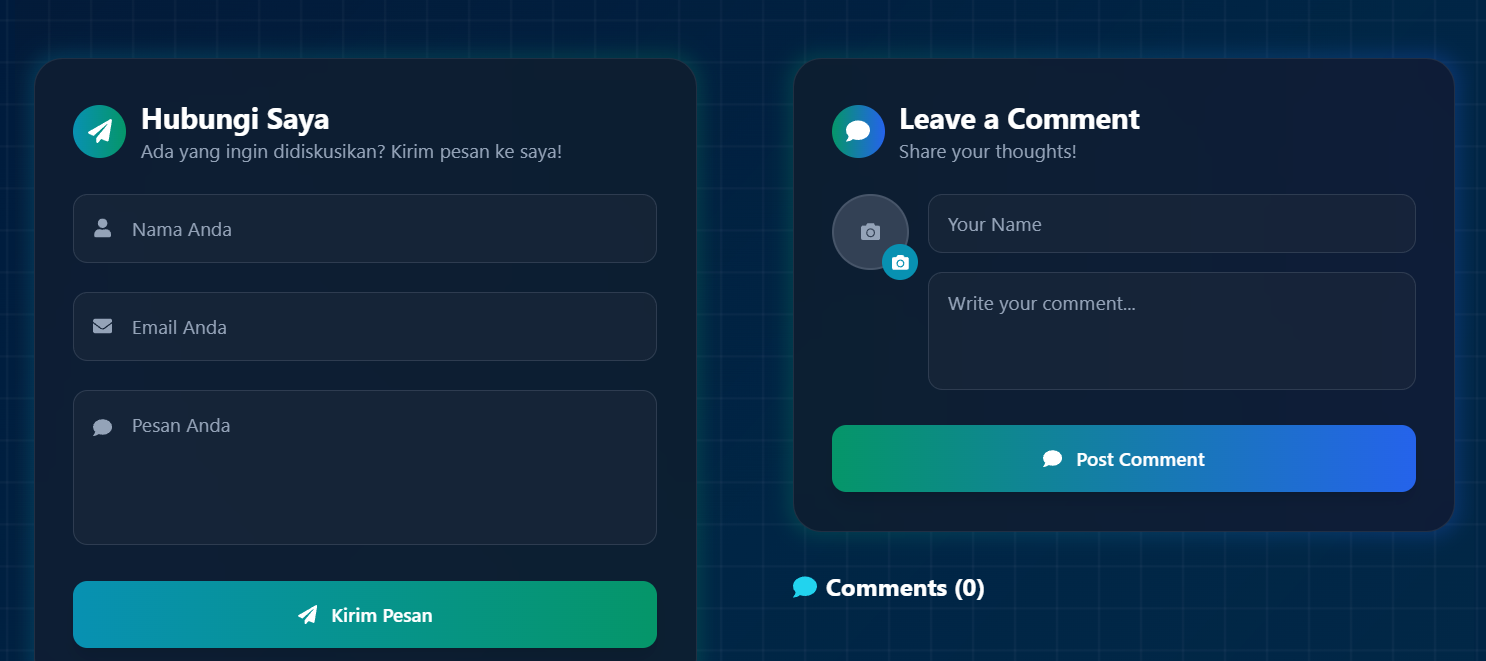 Hubungi Saya
Ada yang ingin didiskusikan? Kirim pesan ke saya!
Nama Anda
Email Anda
Pesan Anda
Kirim Pesan
Leave a Comment
Share your thoughts!
Your Name
Write your comment...
Post Comment
Comments (0)